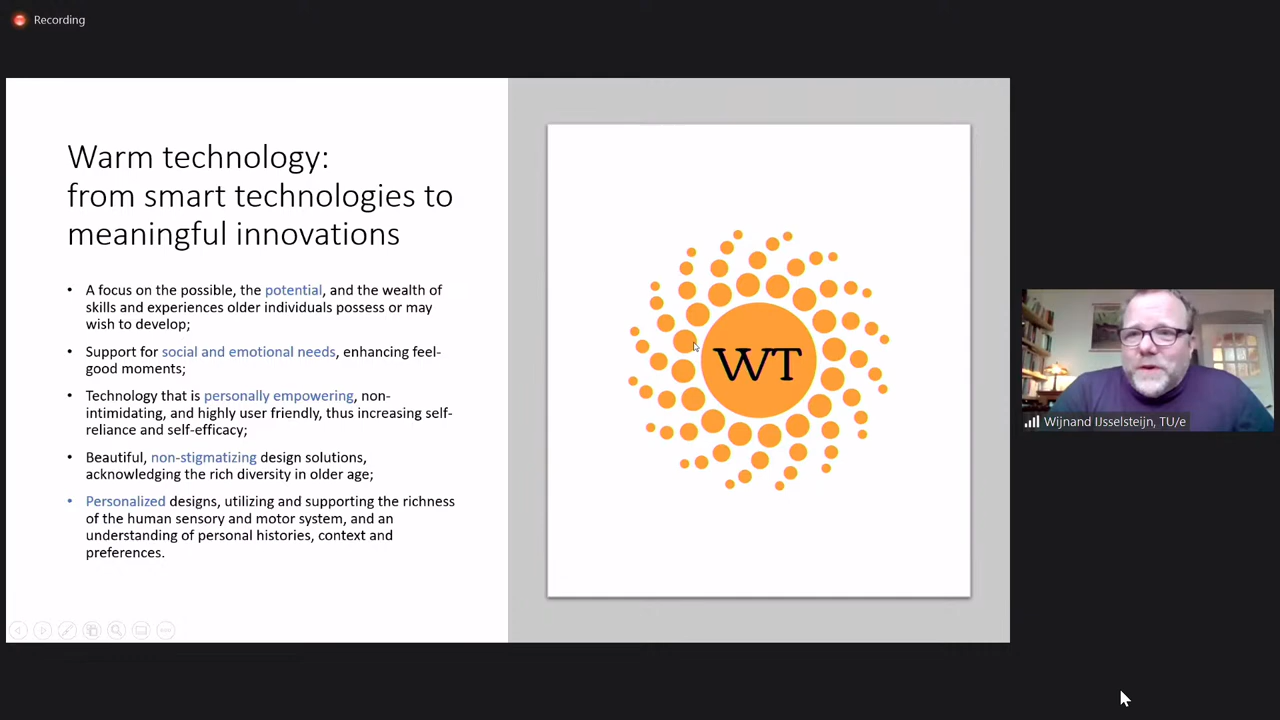 Recording
Warm technology:
from smart technologies to
meaningful innovations
• A focus on the possible, the potential, and the wealth of
skills and experiences older individuals possess or may
wish to develop;
• Support for social and emotional needs, enhancing feel-
good moments;
• Technology that is personally empowering, non-
intimidating, and highly user friendly, thus increasing self-
reliance and self-efficacy;
• Beautiful, non-stigmatizing design solutions,
acknowledging the rich diversity in older age;
• Personalized designs, utilizing and supporting the richness
of the human sensory and motor system, and an
understanding of personal histories, context and
preferences.
WT
Wijnand IJsselsteijn, TU/e